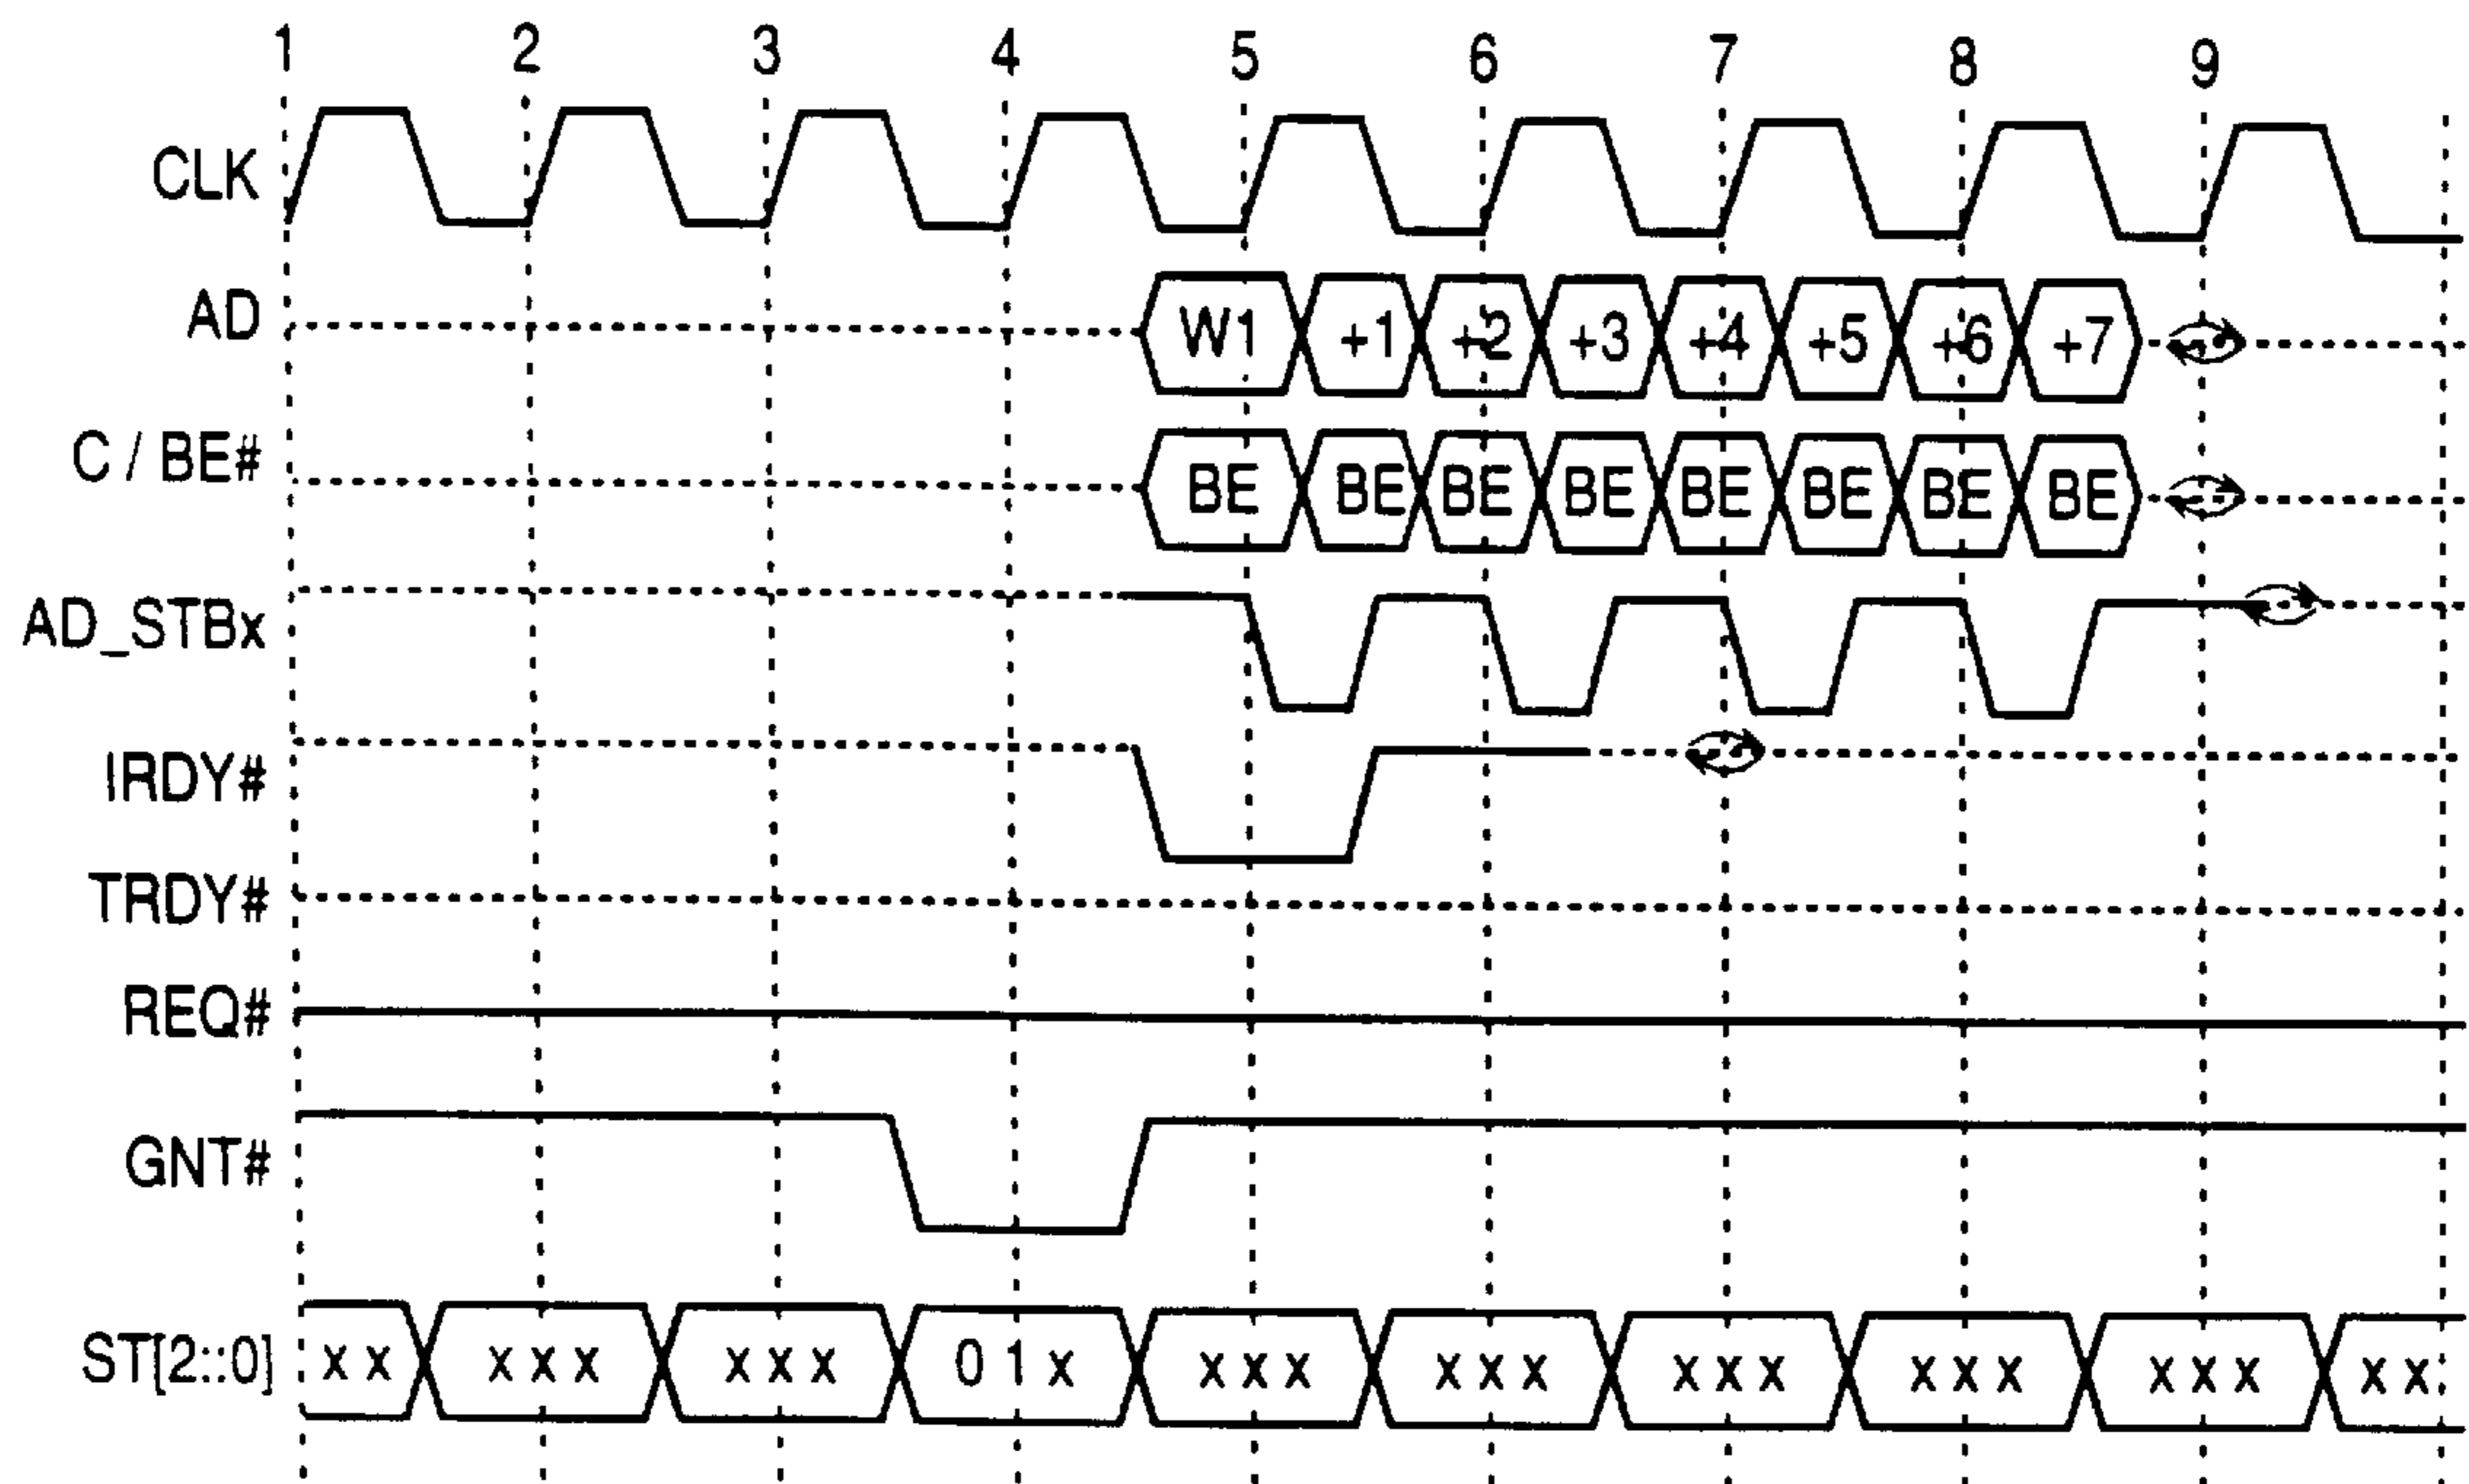 1 2 3 4 5 6 7 8 9
CLK
AD W1 +1 +2 +3 +4 +5 +6 +7
C / BE# BE BE BE BE BE BE BE BE
AD_STBx
IRDY#
TRDY#
REQ#
GNT#
ST[2::0] x x x x x x x x 0 1 x x x x x x x x x x x x x x x x x x